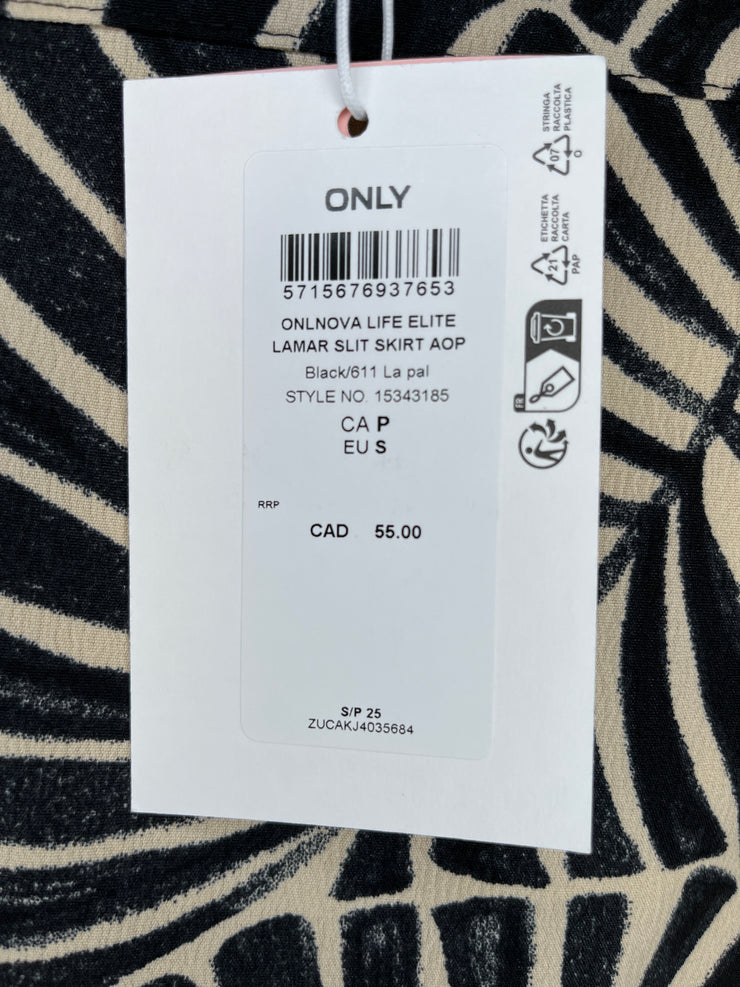 ONLY
5715676937653
ONLNOVA LIFE ELITE
LAMAR SLIT SKIRT AOP
Black/611 La pal
STYLE NO. 15343185
CA P
EU S
RRP
CAD 55.00
S/P 25
ZUCAKJ4035684
STRINGA
RACCOLTA
PLASTICA
07
O
ETICHETTA
RACCOLTA
CARTA
21
PAP
FR